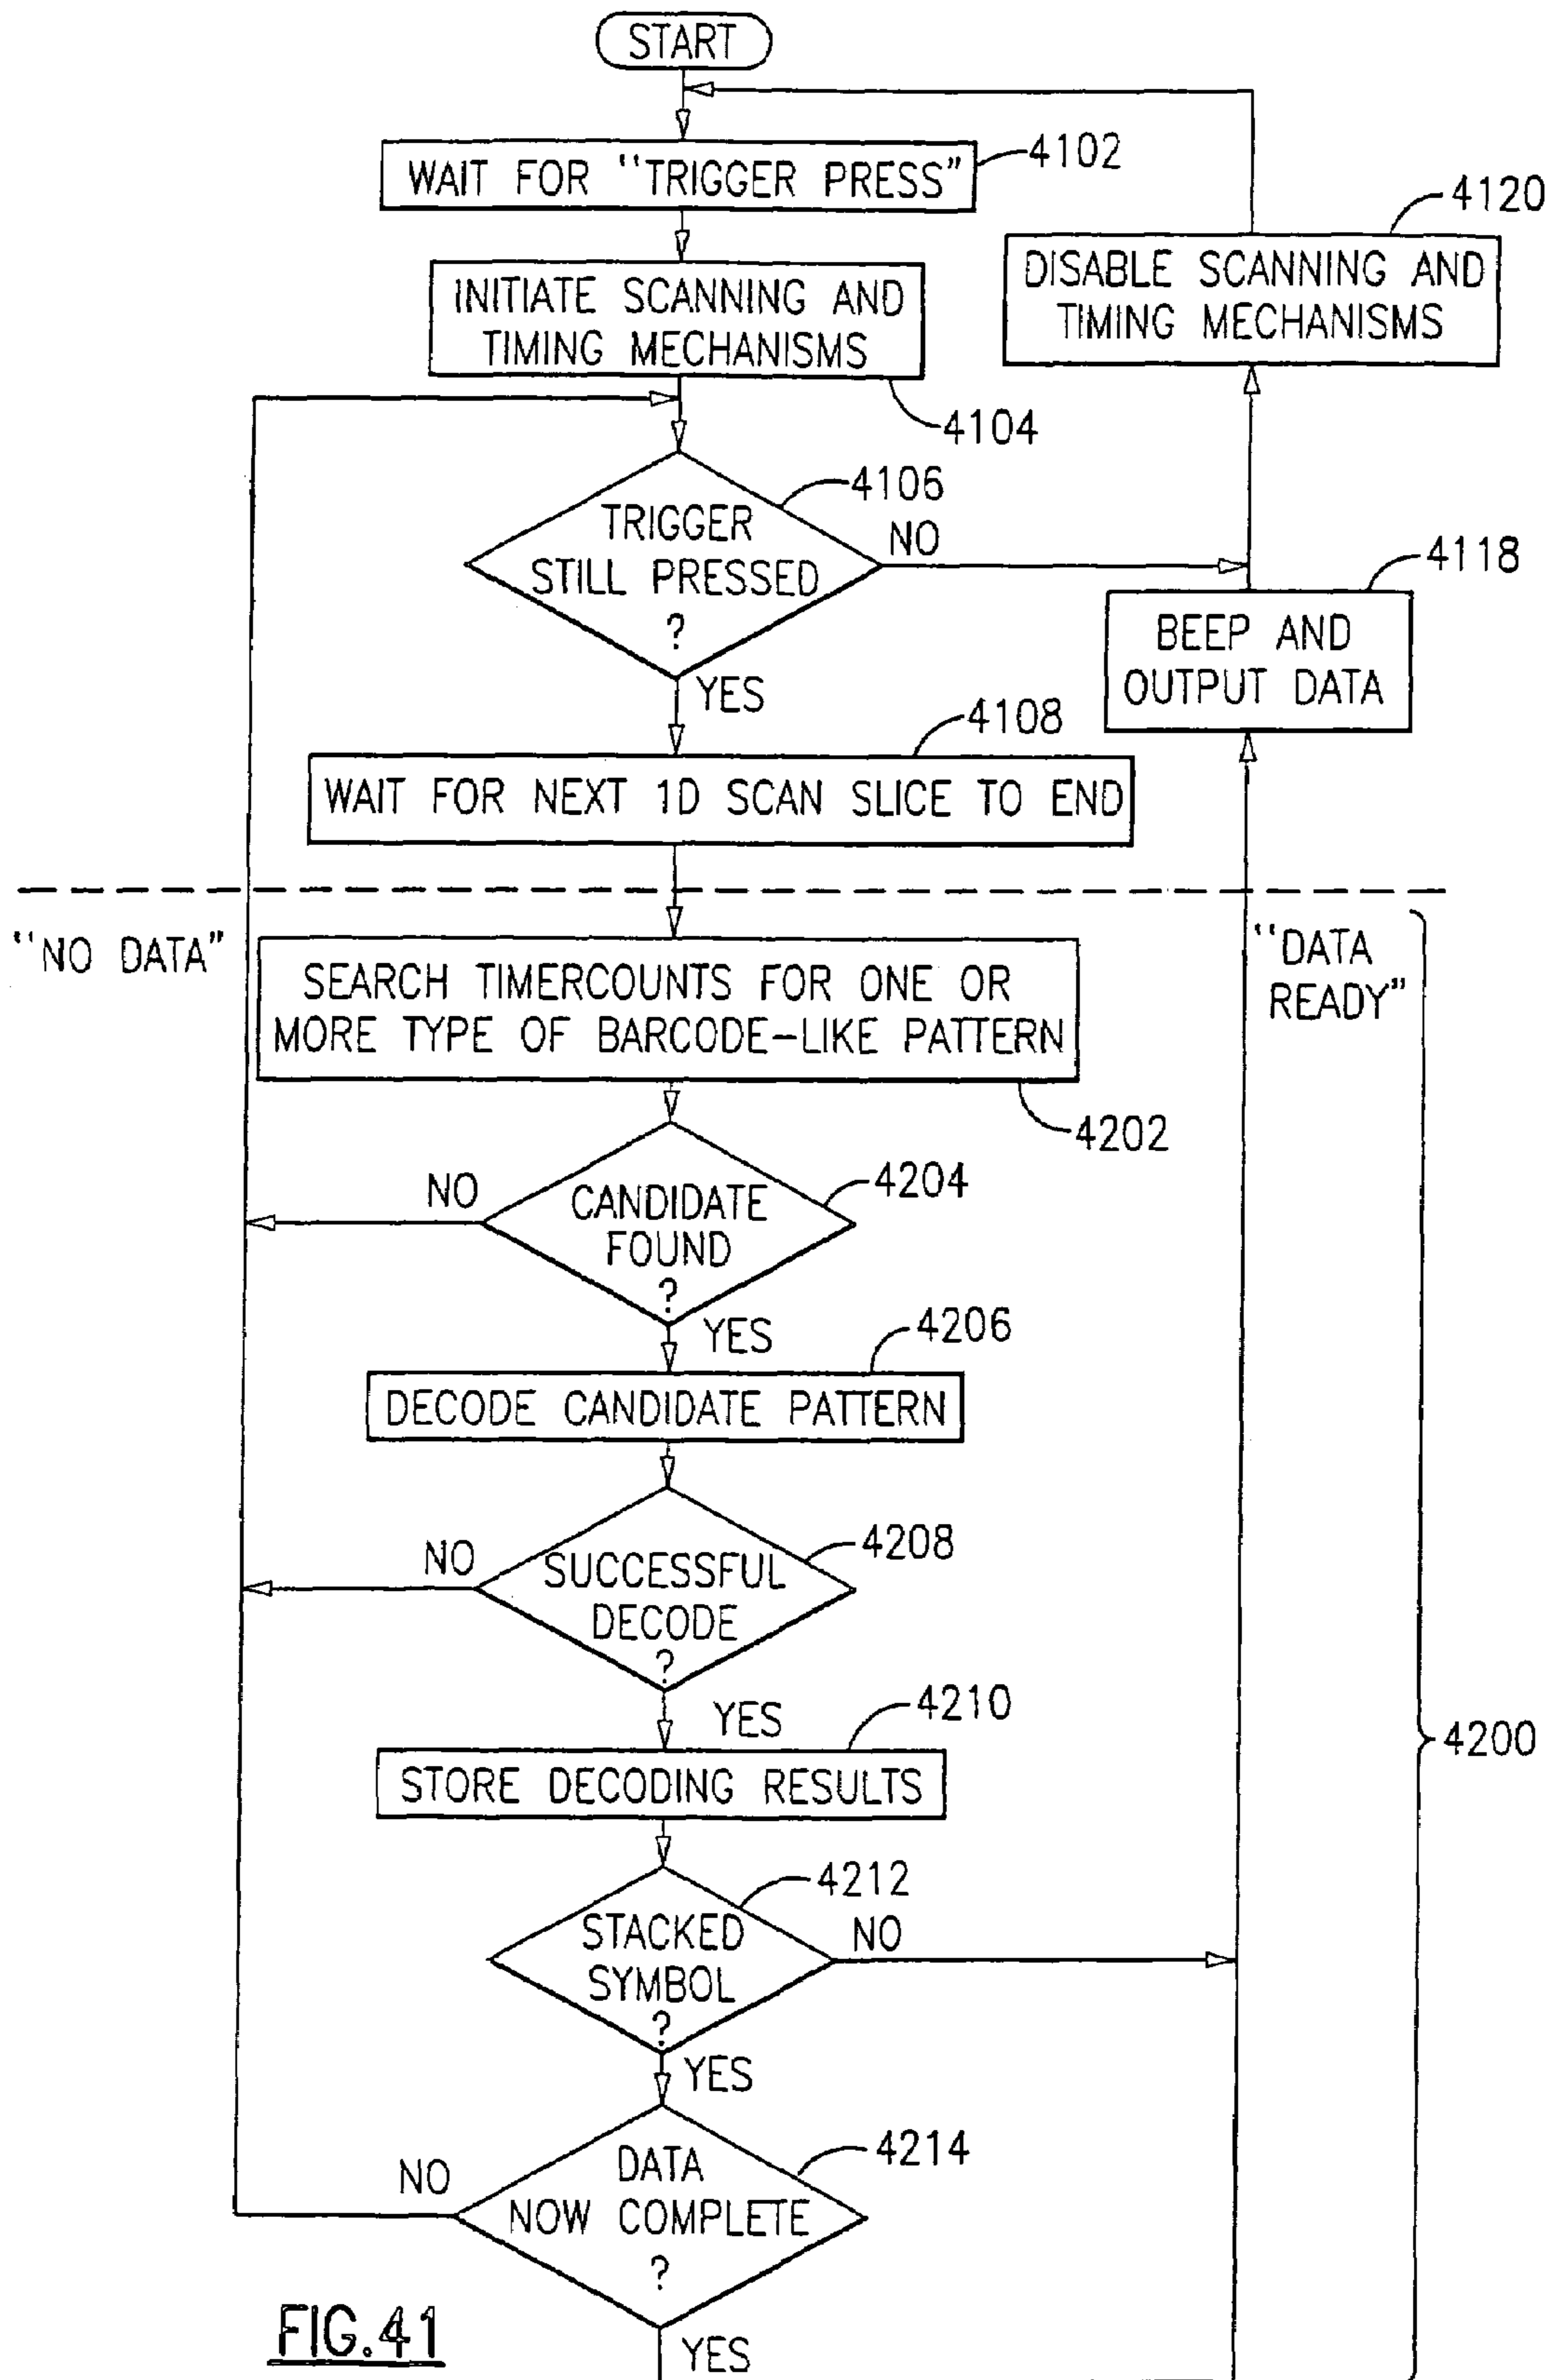 START
WAIT FOR "TRIGGER PRESS"
4102
INITIATE SCANNING AND
TIMING MECHANISMS
4104
DISABLE SCANNING AND
TIMING MECHANISMS
4120
TRIGGER
STILL PRESSED
?
4106
NO
YES
BEEP AND
OUTPUT DATA
4118
WAIT FOR NEXT 1D SCAN SLICE TO END
4108
"NO DATA"
"DATA
READY"
SEARCH TIMERCOUNTS FOR ONE OR
MORE TYPE OF BARCODE-LIKE PATTERN
4202
CANDIDATE
FOUND
?
4204
NO
YES
DECODE CANDIDATE PATTERN
4206
SUCCESSFUL
DECODE
?
4208
NO
YES
STORE DECODING RESULTS
4210
4200
STACKED
SYMBOL
?
4212
NO
YES
DATA
NOW COMPLETE
?
4214
NO
YES
FIG.41